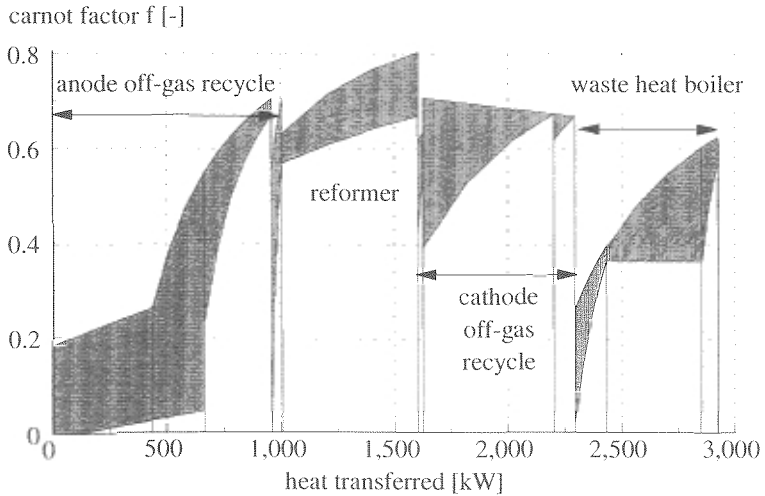 carnot factor f [-]
0.8
anode off-gas recycle
waste heat boiler
0.6
reformer
0.4
cathode
off-gas
recycle
0.2
0
0
500
1,000
1,500
2,000
2,500
3,000
heat transferred [kW]